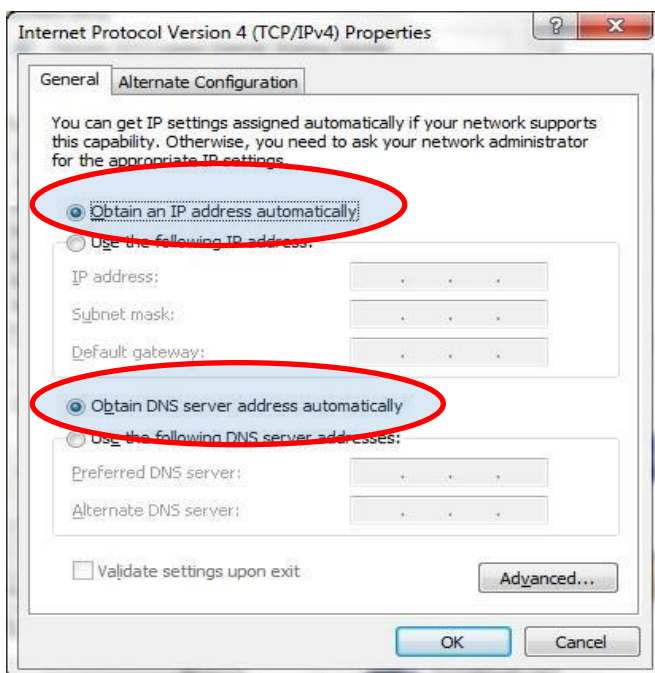 Internet Protocol Version 4 (TCP/IPv4) Properties
General
Alternate Configuration
You can get IP settings assigned automatically if your network supports
this capability. Otherwise, you need to ask your network administrator
for the appropriate IP settings.
Obtain an IP address automatically
Use the following IP address:
IP address:
Subnet mask:
Default gateway:
Obtain DNS server address automatically
Use the following DNS server addresses:
Preferred DNS server:
Alternate DNS server:
Validate settings upon exit
Advanced...
OK
Cancel